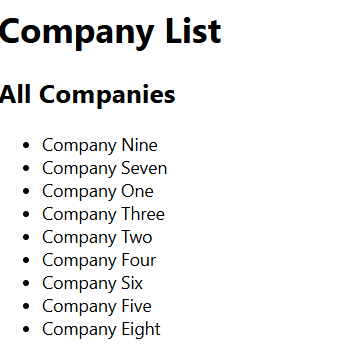 Company List
All Companies
Company Nine
Company Seven
Company One
Company Three
Company Two
Company Four
Company Six
Company Five
Company Eight